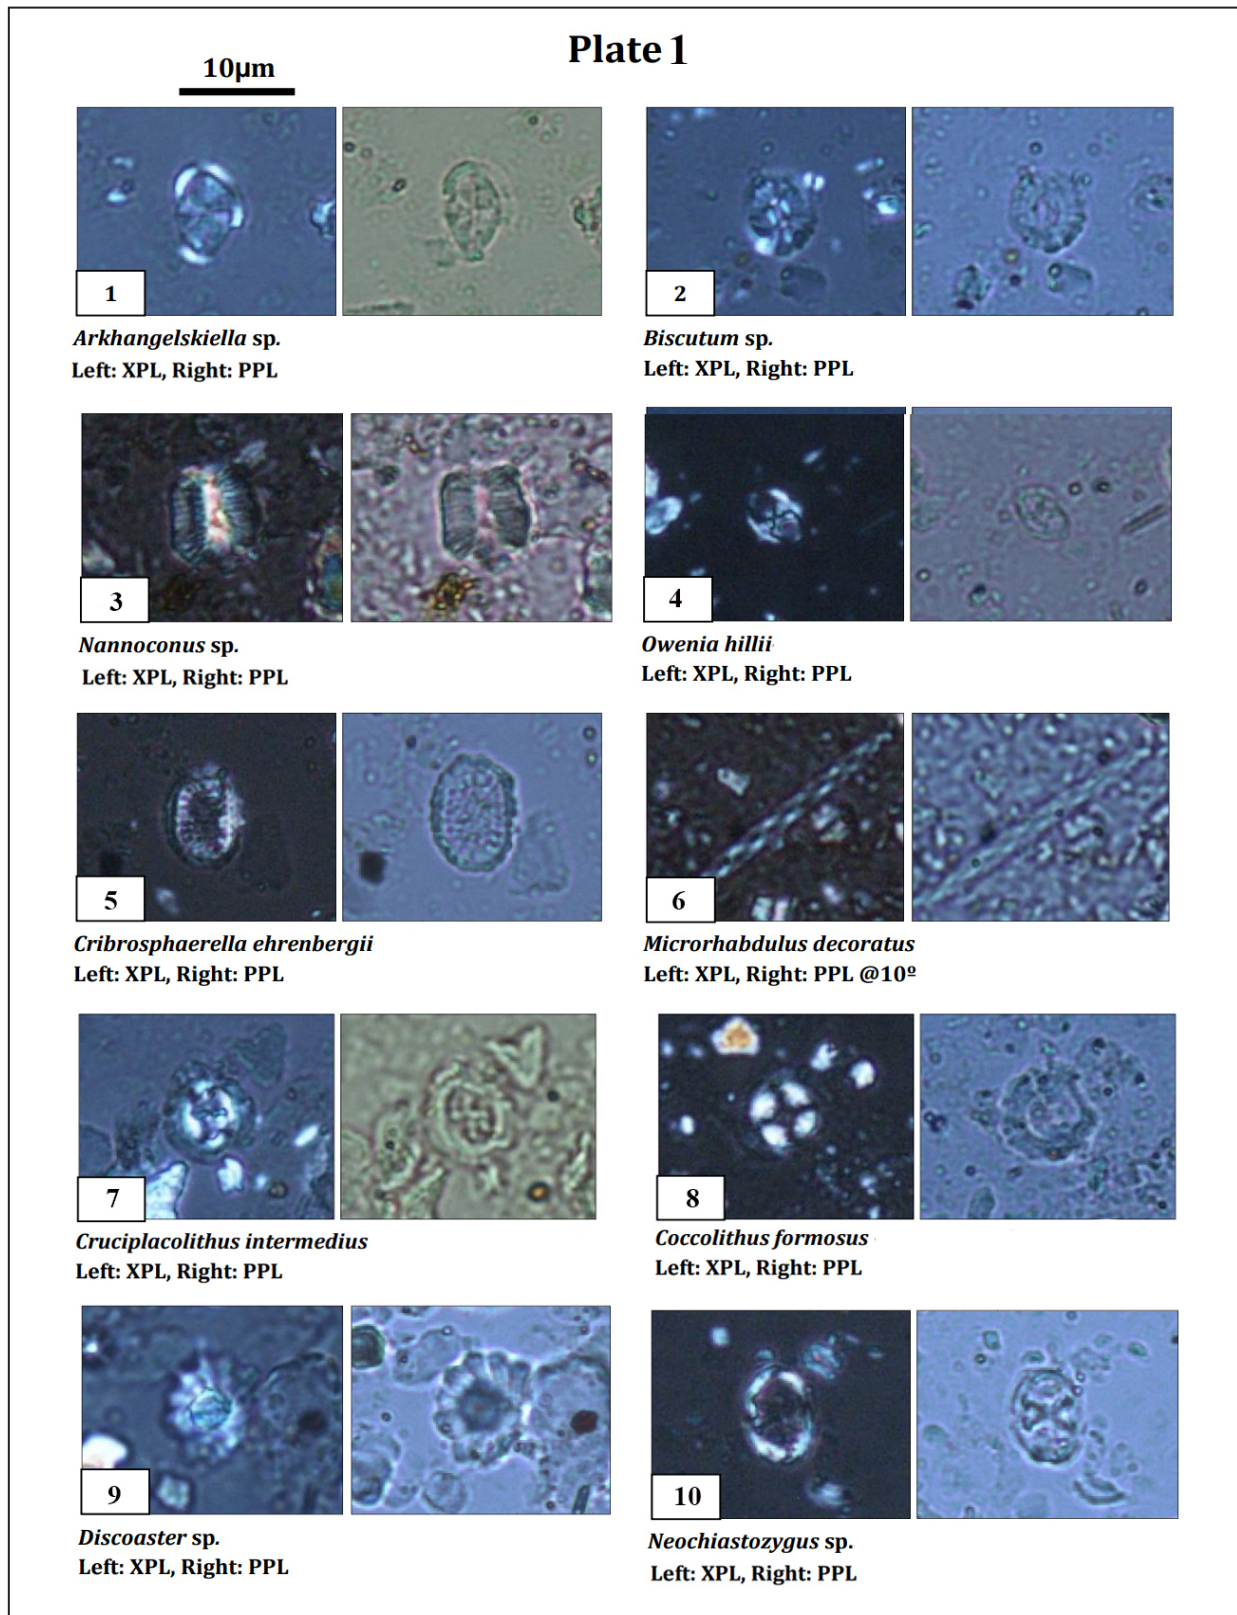 Plate 1
10µm
1
2
Arkhangelskiella sp.
Left: XPL, Right: PPL
Biscutum sp.
Left: XPL, Right: PPL
3
4
Nannoconus sp.
Left: XPL, Right: PPL
Owenia hillii
Left: XPL, Right: PPL
5
6
Cribrosphaerella ehrenbergii
Left: XPL, Right: PPL
Microrhabdulus decoratus
Left: XPL, Right: PPL @10º
7
8
Cruciplacolithus intermedius
Left: XPL, Right: PPL
Coccolithus formosus
Left: XPL, Right: PPL
9
10
Discoaster sp.
Left: XPL, Right: PPL
Neochiastozygus sp.
Left: XPL, Right: PPL